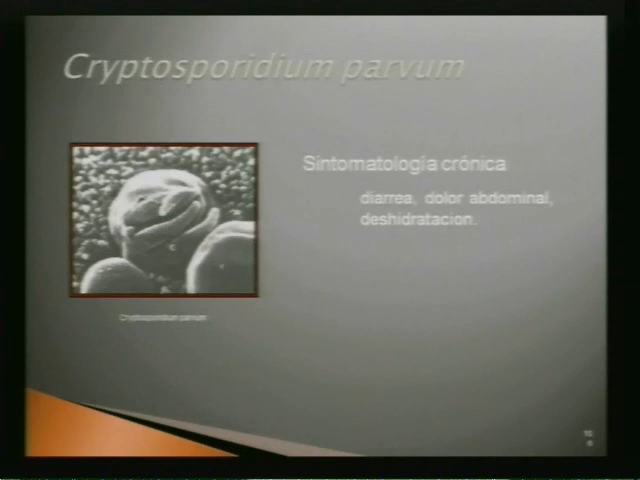 Cryptosporidium parvum
Sintomatología crónica
diarrea, dolor abdominal,
deshidratacion.
Cryptosporidium parvum